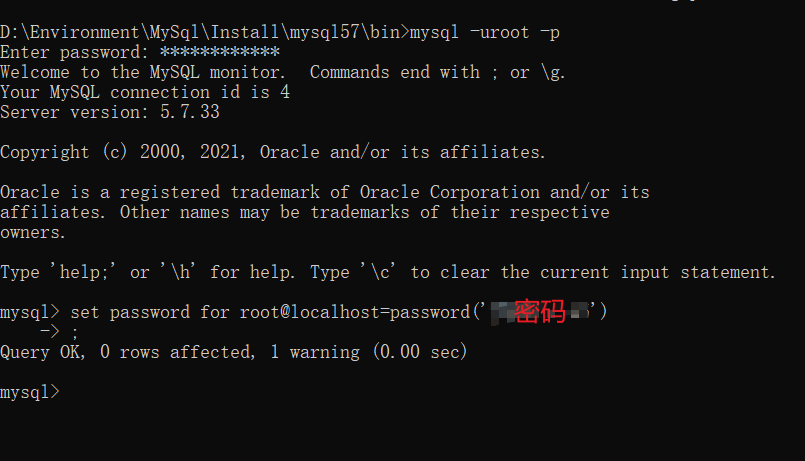 D:\Environment\MySql\Install\mysql57\bin>mysql -uroot -p
Enter password: ************
Welcome to the MySQL monitor.  Commands end with ; or \g.
Your MySQL connection id is 4
Server version: 5.7.33
Copyright (c) 2000, 2021, Oracle and/or its affiliates.
Oracle is a registered trademark of Oracle Corporation and/or its
affiliates. Other names may be trademarks of their respective
owners.
Type 'help;' or '\h' for help. Type '\c' to clear the current input statement.
mysql> set password for root@localhost=password('密码')
    -> ;
Query OK, 0 rows affected, 1 warning (0.00 sec)
mysql>